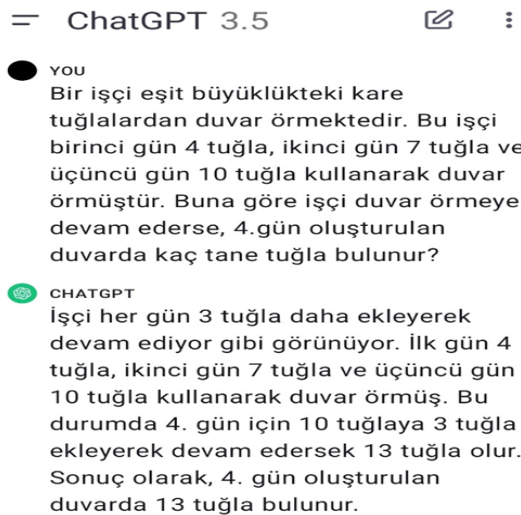 ChatGPT 3.5
YOU
Bir işçi eşit büyüklükteki kare
tuğlalardan duvar örmektedir. Bu işçi
birinci gün 4 tuğla, ikinci gün 7 tuğla ve
üçüncü gün 10 tuğla kullanarak duvar
örmüştür. Buna göre işçi duvar örmeye
devam ederse, 4.gün oluşturulan
duvarda kaç tane tuğla bulunur?
CHATGPT
İşçi her gün 3 tuğla daha ekleyerek
devam ediyor gibi görünüyor. İlk gün 4
tuğla, ikinci gün 7 tuğla ve üçüncü gün
10 tuğla kullanarak duvar örmüş. Bu
durumda 4. gün için 10 tuğlaya 3 tuğla
ekleyerek devam edersek 13 tuğla olur.
Sonuç olarak, 4. gün oluşturulan
duvarda 13 tuğla bulunur.